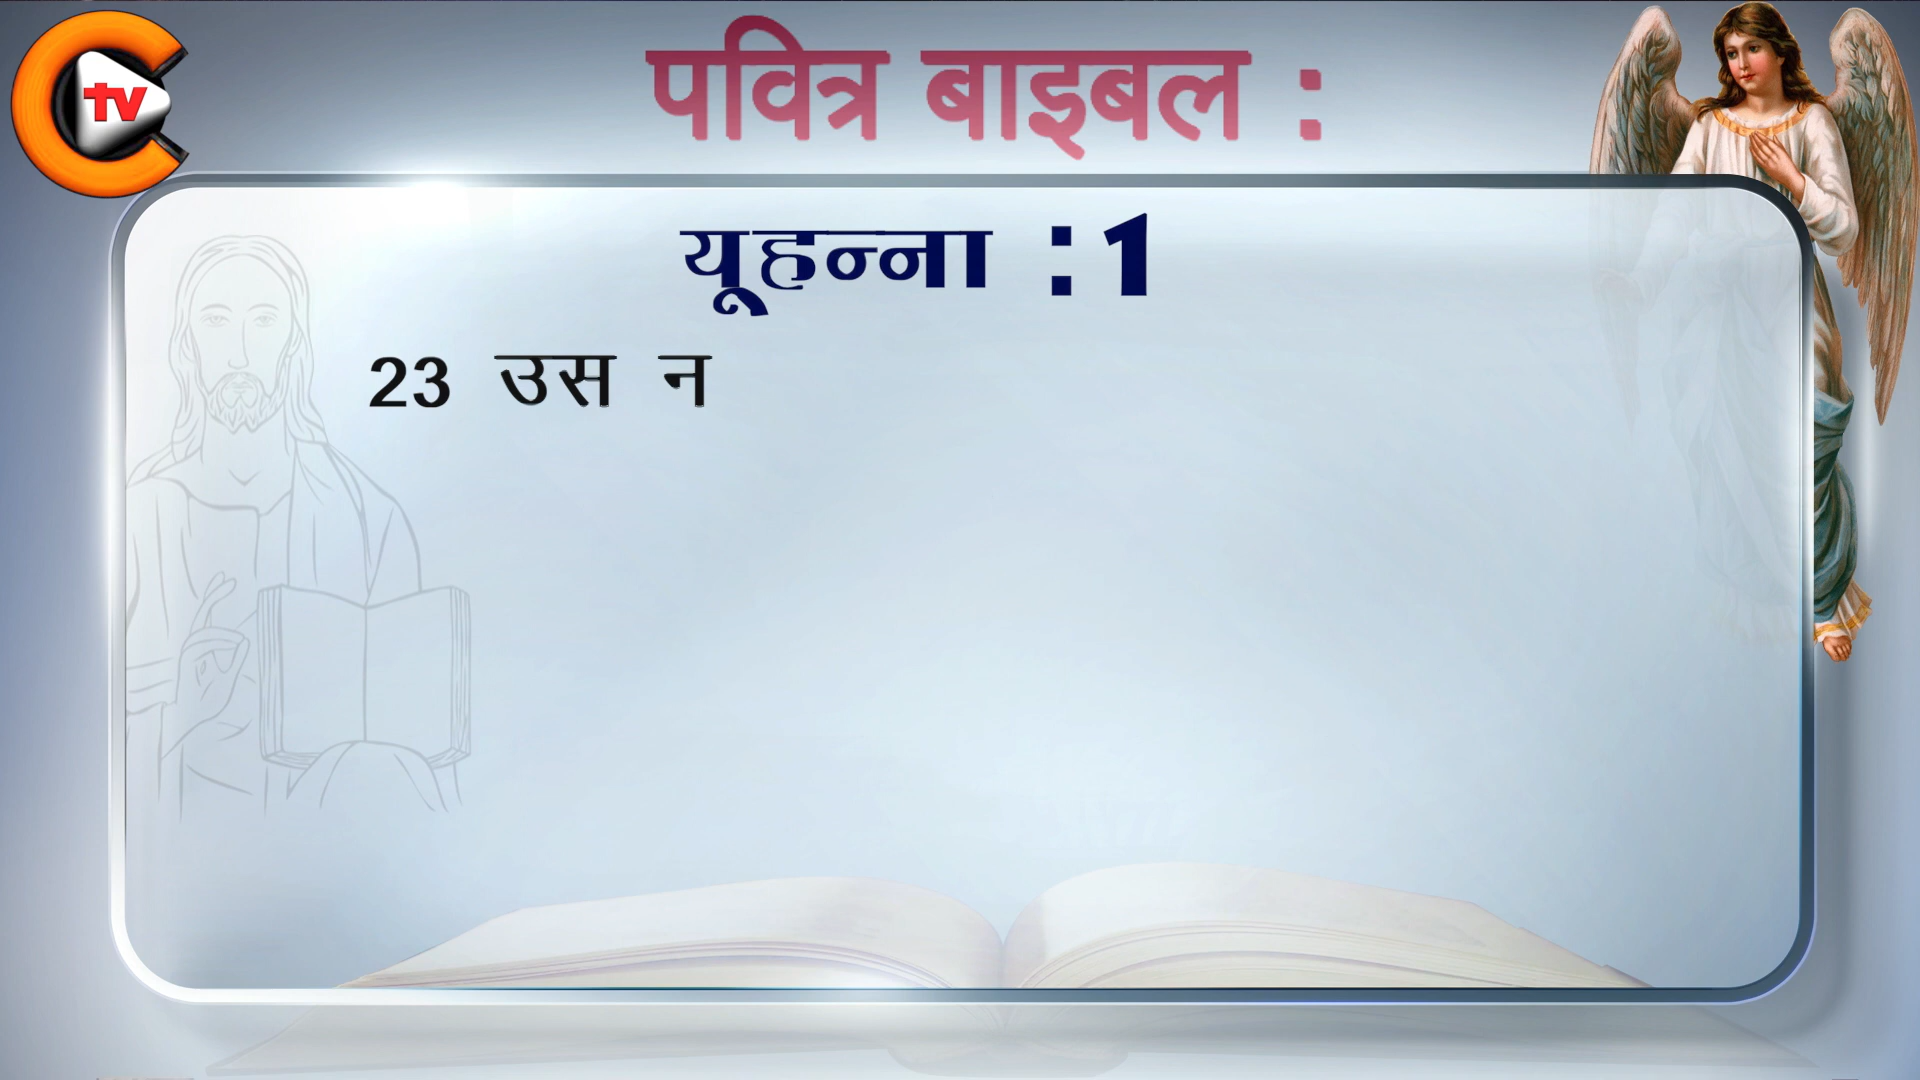 tv
पवित्र बाइबल :
यूहन्ना : 1
23 उस न